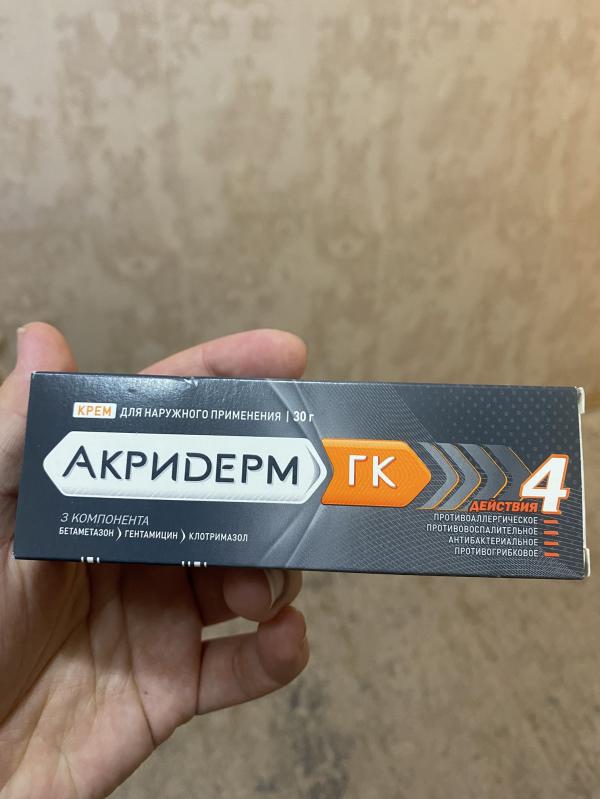 КРЕМ ДЛЯ НАРУЖНОГО ПРИМЕНЕНИЯ | 30 г
АКРИДЕРМ ГК
3 КОМПОНЕНТА
БЕТАМЕТАЗОН > ГЕНТАМИЦИН > КЛОТРИМАЗОЛ
4
ДЕЙСТВИЯ
ПРОТИВОАЛЛЕРГИЧЕСКОЕ
ПРОТИВОВОСПАЛИТЕЛЬНОЕ
АНТИБАКТЕРИАЛЬНОЕ
ПРОТИВОГРИБКОВОЕ